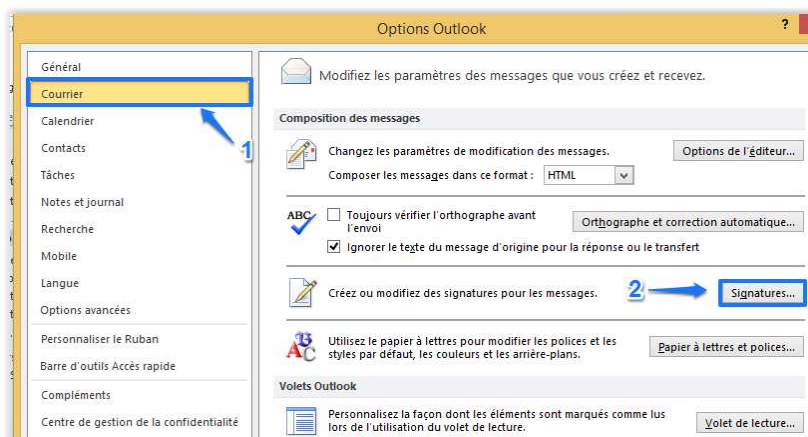 Options Outlook
?
Général
Courrier
1
Calendrier
Contacts
Tâches
Notes et journal
Recherche
Mobile
Langue
Options avancées
Personnaliser le Ruban
Barre d'outils Accès rapide
Compléments
Centre de gestion de la confidentialité
Modifiez les paramètres des messages que vous créez et recevez.
Composition des messages
Changez les paramètres de modification des messages.
Options de l'éditeur...
Composer les messages dans ce format :
HTML
ABC
Toujours vérifier l'orthographe avant
l'envoi
Orthographe et correction automatique...
Ignorer le texte du message d'origine pour la réponse ou le transfert
Créez ou modifiez des signatures pour les messages.
2
Signatures...
Utilisez le papier à lettres pour modifier les polices et les
styles par défaut, les couleurs et les arrière-plans.
Papier à lettres et polices...
Volets Outlook
Personnalisez la façon dont les éléments sont marqués comme lus
lors de l'utilisation du volet de lecture.
Volet de lecture...